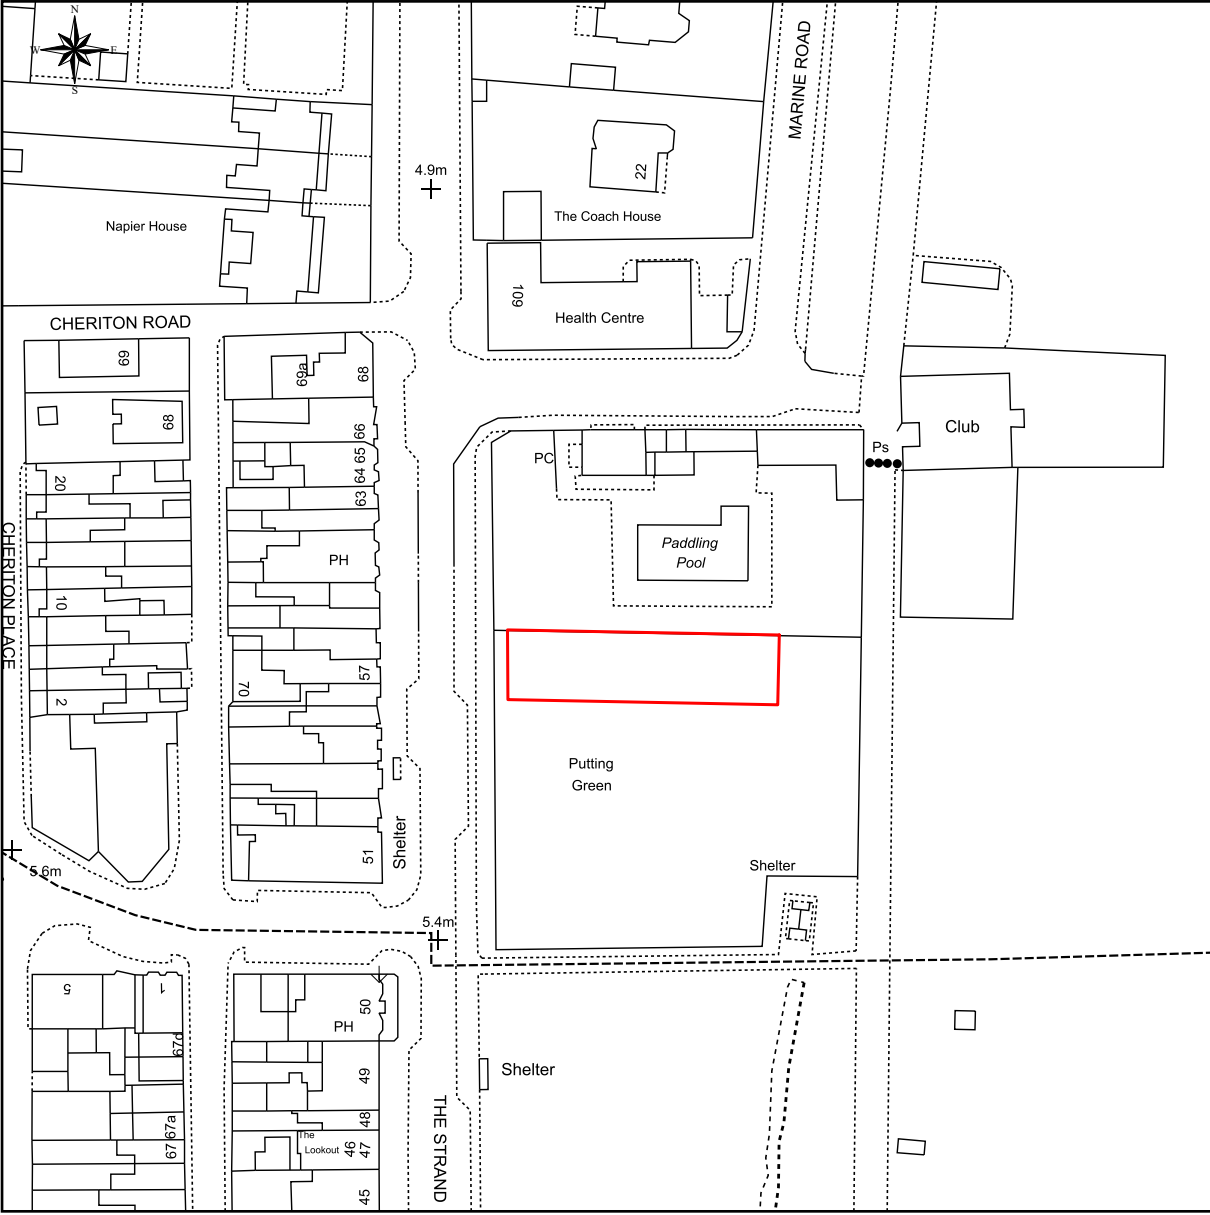 N
W E
S
MARINE ROAD
4.9m
22
The Coach House
Napier House
109
Health Centre
CHERITON ROAD
69
69a
68
68
66
65
64
63
20
PH
10
CHERITON PLACE
57
70
2
51
Shelter
5.6m
5.4m
PC
Ps
Club
Paddling
Pool
Putting
Green
Shelter
5
1
50
PH
67d
49
48
67a
67
The
Lookout
46
47
45
THE STRAND
Shelter